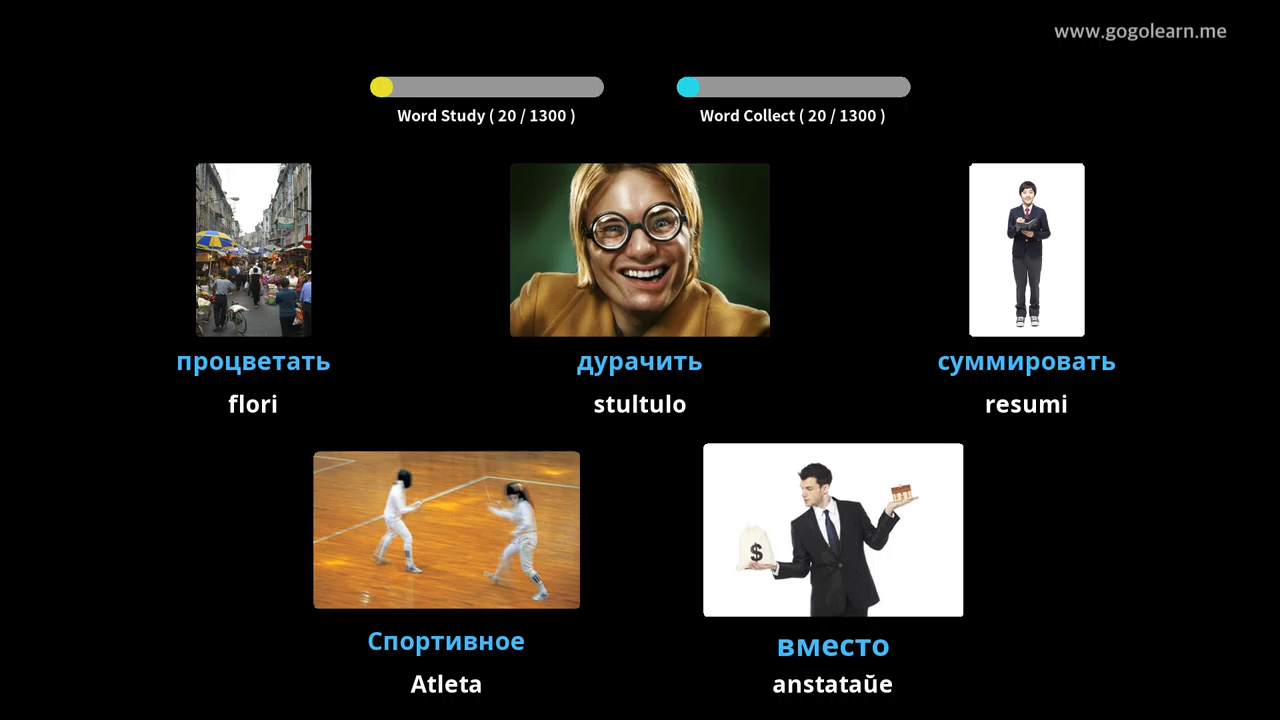 www.gogolearn.me
Word Study ( 20 / 1300 )
Word Collect ( 20 / 1300 )
процветать
дурачить
суммировать
flori
stultulo
resumi
$
Спортивное
вместо
Atleta
anstataŭe